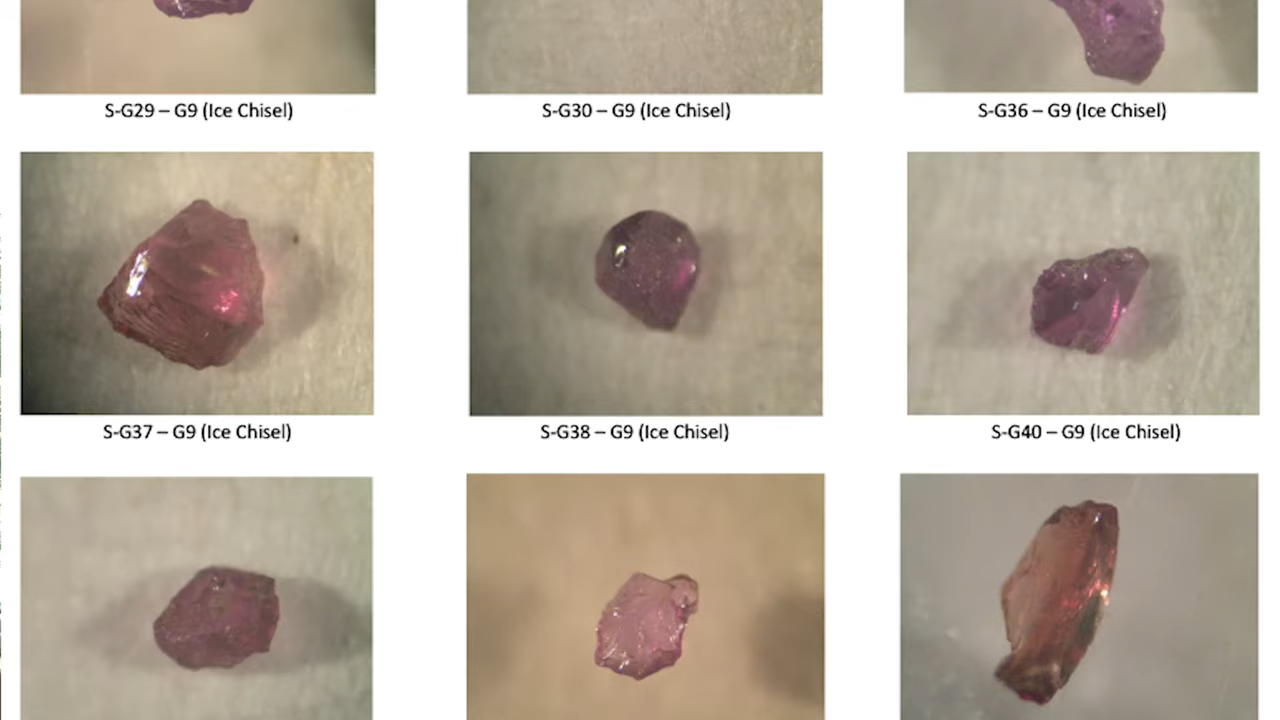 S-G29 – G9 (Ice Chisel)
S-G30 – G9 (Ice Chisel)
S-G36 – G9 (Ice Chisel)
S-G37 – G9 (Ice Chisel)
S-G38 – G9 (Ice Chisel)
S-G40 – G9 (Ice Chisel)